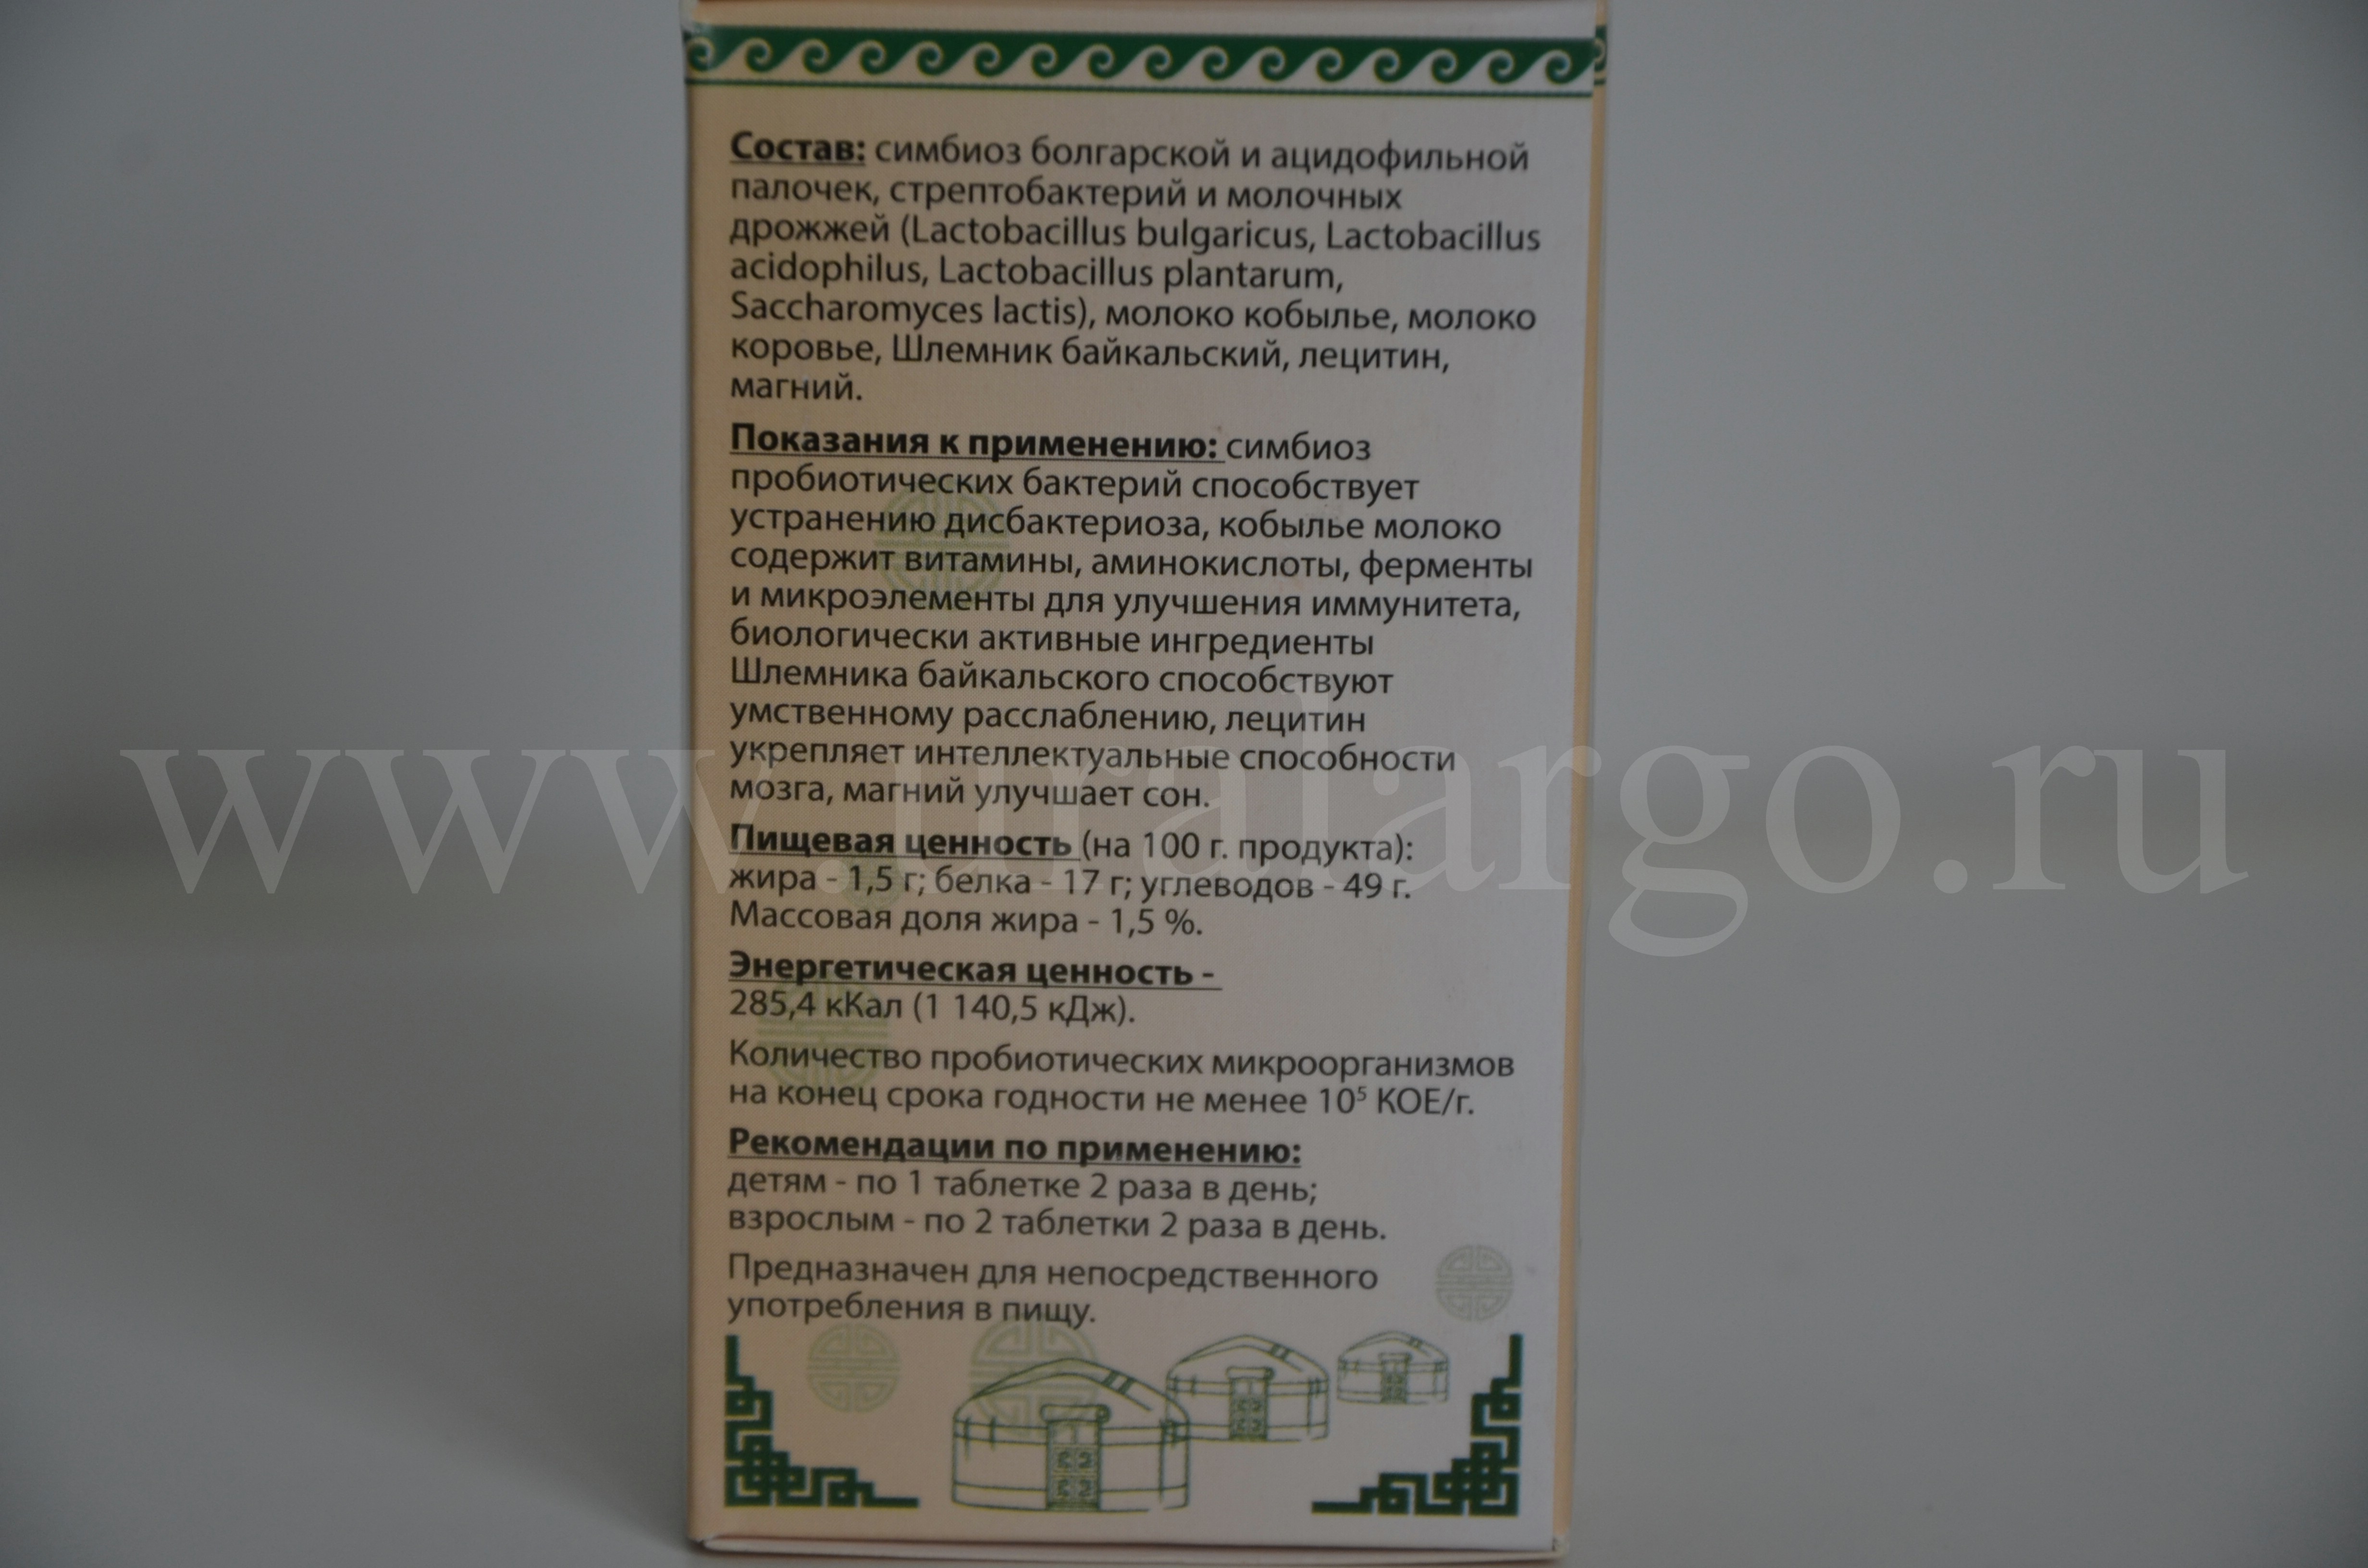 Состав: симбиоз болгарской и ацидофильной
палочек, стрептобактерий и молочных
дрожжей (Lactobacillus bulgaricus, Lactobacillus
acidophilus, Lactobacillus plantarum,
Saccharomyces lactis), молоко кобылье, молоко
коровье, Шлемник байкальский, лецитин,
магний.
Показания к применению: симбиоз
пробиотических бактерий способствует
устранению дисбактериоза, кобылье молоко
содержит витамины, аминокислоты, ферменты
и микроэлементы для улучшения иммунитета,
биологически активные ингредиенты
Шлемника байкальского способствуют
умственному расслаблению, лецитин
укрепляет интеллектуальные способности
мозга, магний улучшает сон.
www.uralargo.ru
Пищевая ценность (на 100 г. продукта):
жира - 1,5 г; белка - 17 г; углеводов - 49 г.
Массовая доля жира - 1,5 %.
Энергетическая ценность -
285,4 кКал (1 140,5 кДж).
Количество пробиотических микроорганизмов
на конец срока годности не менее 10⁵ КОЕ/г.
Рекомендации по применению:
детям - по 1 таблетке 2 раза в день;
взрослым - по 2 таблетки 2 раза в день.
Предназначен для непосредственного
употребления в пищу.